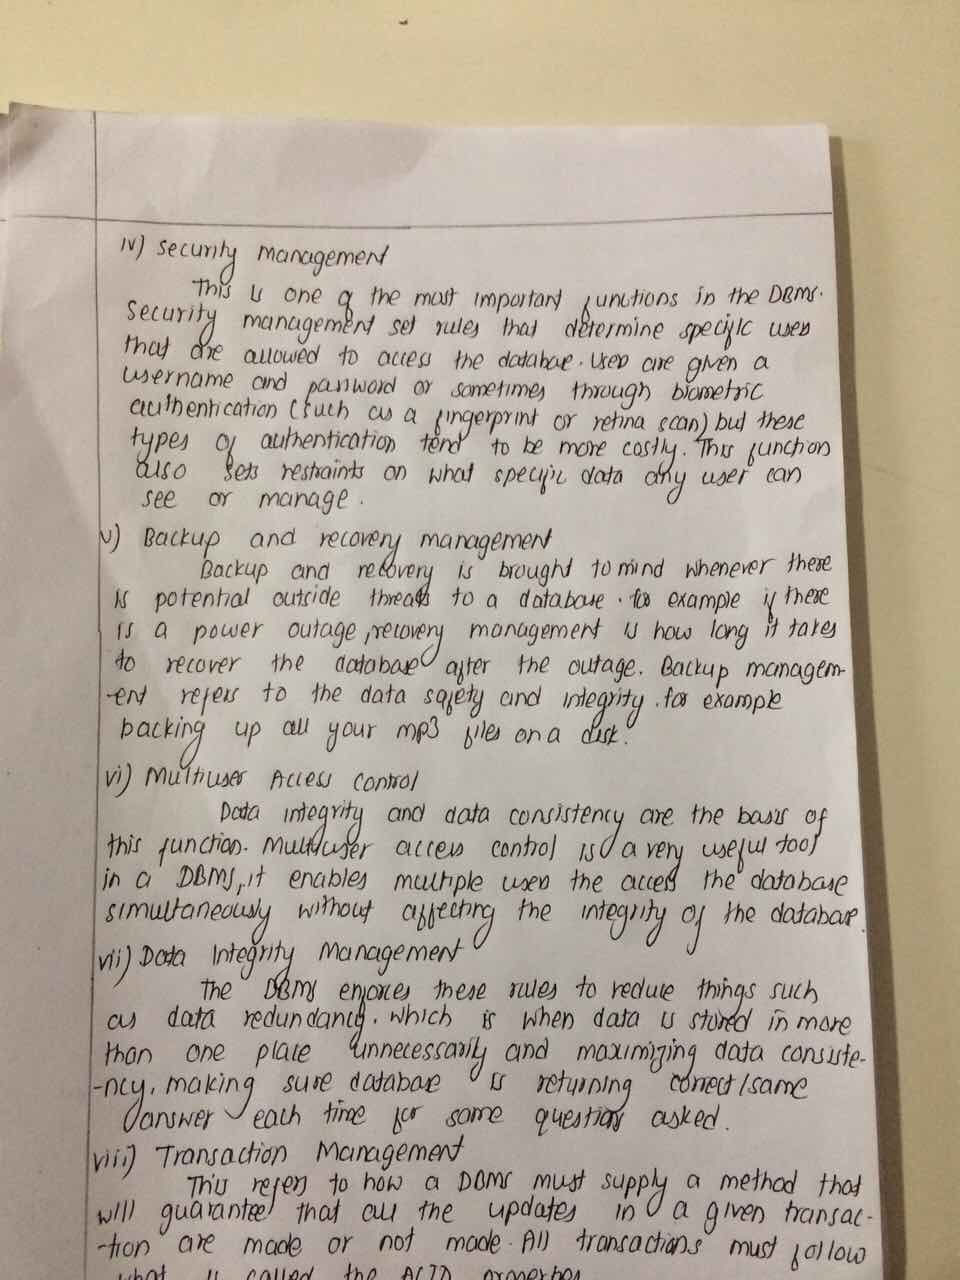 iv) Security Management
This is one of the most important functions in the DBMS.
Security management set rules that determine specific users
that are allowed to access the database. Users are given a
username and password or sometimes through biometric
authentication (such as a fingerprint or retina scan) but these
types of authentication tend to be more costly. This function
also sets restraints on what specific data any user can
see or manage.
v) Backup and recovery management
Backup and recovery is brought to mind whenever there
is potential outside threats to a database. for example if there
is a power outage, recovery management is how long it takes
to recover the database after the outage. Backup managem-
-ent refers to the data safety and integrity. for example
backing up all your mp3 files on a disk.
vi) Multiuser Access Control
Data integrity and data consistency are the basis of
this function. Multiuser access control is a very useful tool
in a DBMS, it enables multiple users the access the database
simultaneously without affecting the integrity of the database.
vii) Data Integrity Management
The DBMS enforces these rules to reduce things such
as data redundancy. which is when data is stored in more
than one place unnecessarily and maximizing data consiste-
-ncy, making sure database is returning correct/same
answer each time for same question asked.
viii) Transaction Management
This refers to how a DBMS must supply a method that
will guarantee that all the updates in a given transac-
-tion are made or not made. All transactions must follow
what is called the ACID properties